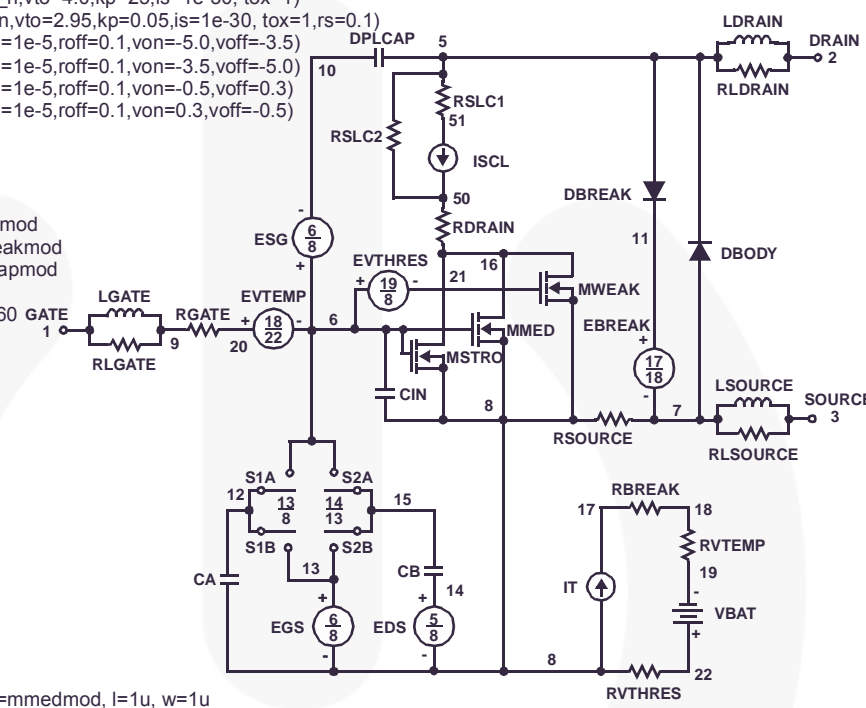 _n,vto=4.0,kp=25,is=1e-30, tox=1)
n,vto=2.95,kp=0.05,is=1e-30, tox=1,rs=0.1)
=1e-5,roff=0.1,von=-5.0,voff=-3.5)
=1e-5,roff=0.1,von=-3.5,voff=-5.0)
=1e-5,roff=0.1,von=-0.5,voff=0.3)
=1e-5,roff=0.1,von=0.3,voff=-0.5)
LDRAIN
DPLCAP 5 DRAIN
10 2
RLDRAIN
RSLC1
51
RSLC2
ISCL
50
RDRAIN
DBREAK
11
DBODY
mod
eakmod
apmod
60
- ESG 6 8 +
EVTHRES
+ 19 8 -
16
21
MWEAK
LGATE
GATE
1
RLGATE
9
RGATE
EVTEMP
+ 18 22 -
20
6
MMED
MSTRO
EBREAK
+ 17 18 -
CIN
8
LSOURCE
7
SOURCE
3
RSOURCE
RLSOURCE
S1A S2A
12 13 8 14 13 15
S1B S2B
13
CA
CB
14
+ EGS 6 8 -
+ EDS 5 8 -
RBREAK
17 18
RVTEMP
19
IT
-
VBAT
+
8
22
RVTHRES
=mmedmod, l=1u, w=1u